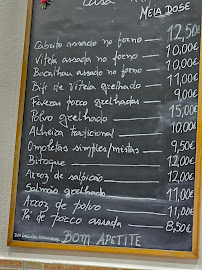 Casa
MEIA DOSE
Cabrito assado no forno — 12,50€
Vitela assada no forno — 10,00€
Bacalhau assado no forno — 10,00€
Bife de vitela grelhado — 11,00€
Feveras porco grelhadas — 9,00€
Polvo grelhado — 15,00€
Alheira tradicional — 10,00€
Omeletas simples/mistas — 9,50€
Bitoque — 12,00€
Arroz de salpicão — 12,00€
Salmão grelhado — 11,00€
Arroz de polvo — 11,00€
Pá de porco assada — 8,50€
BOM APETITE